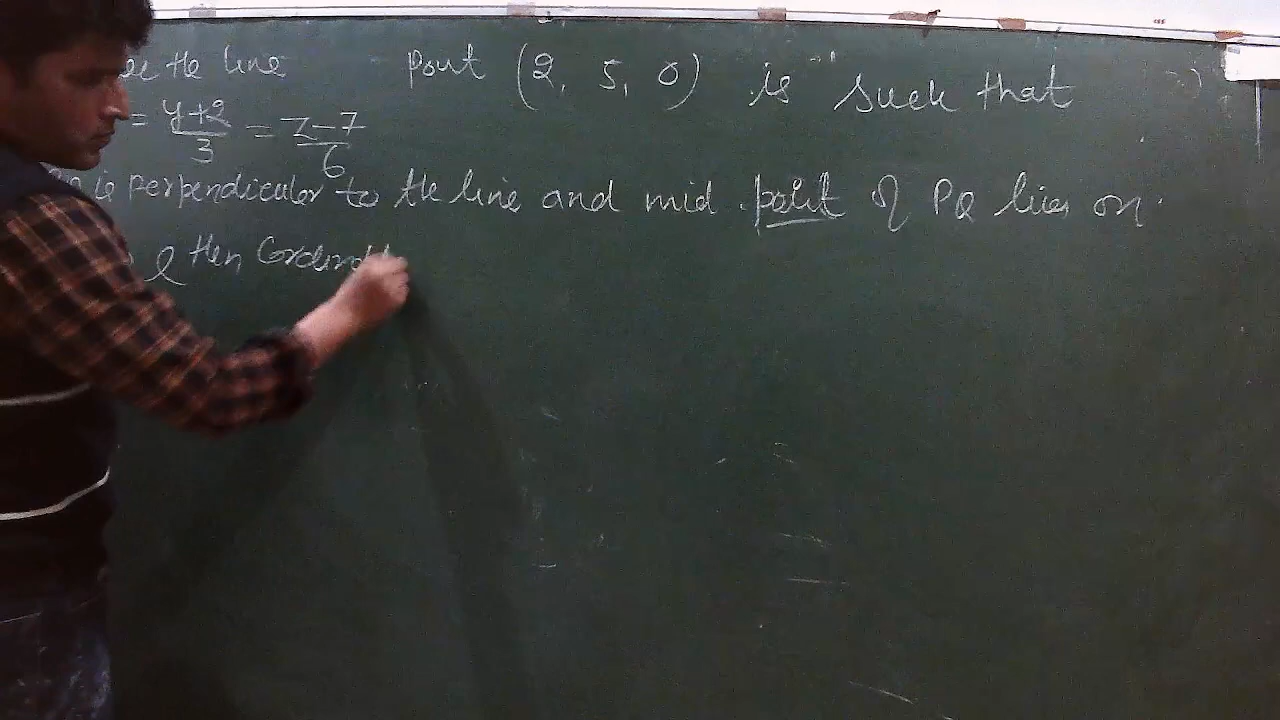 the line Point (2, 5, 0) is such that
= y+2/3 = z-7/6
is perpendicular to the line and mid point of PQ lies on
l then